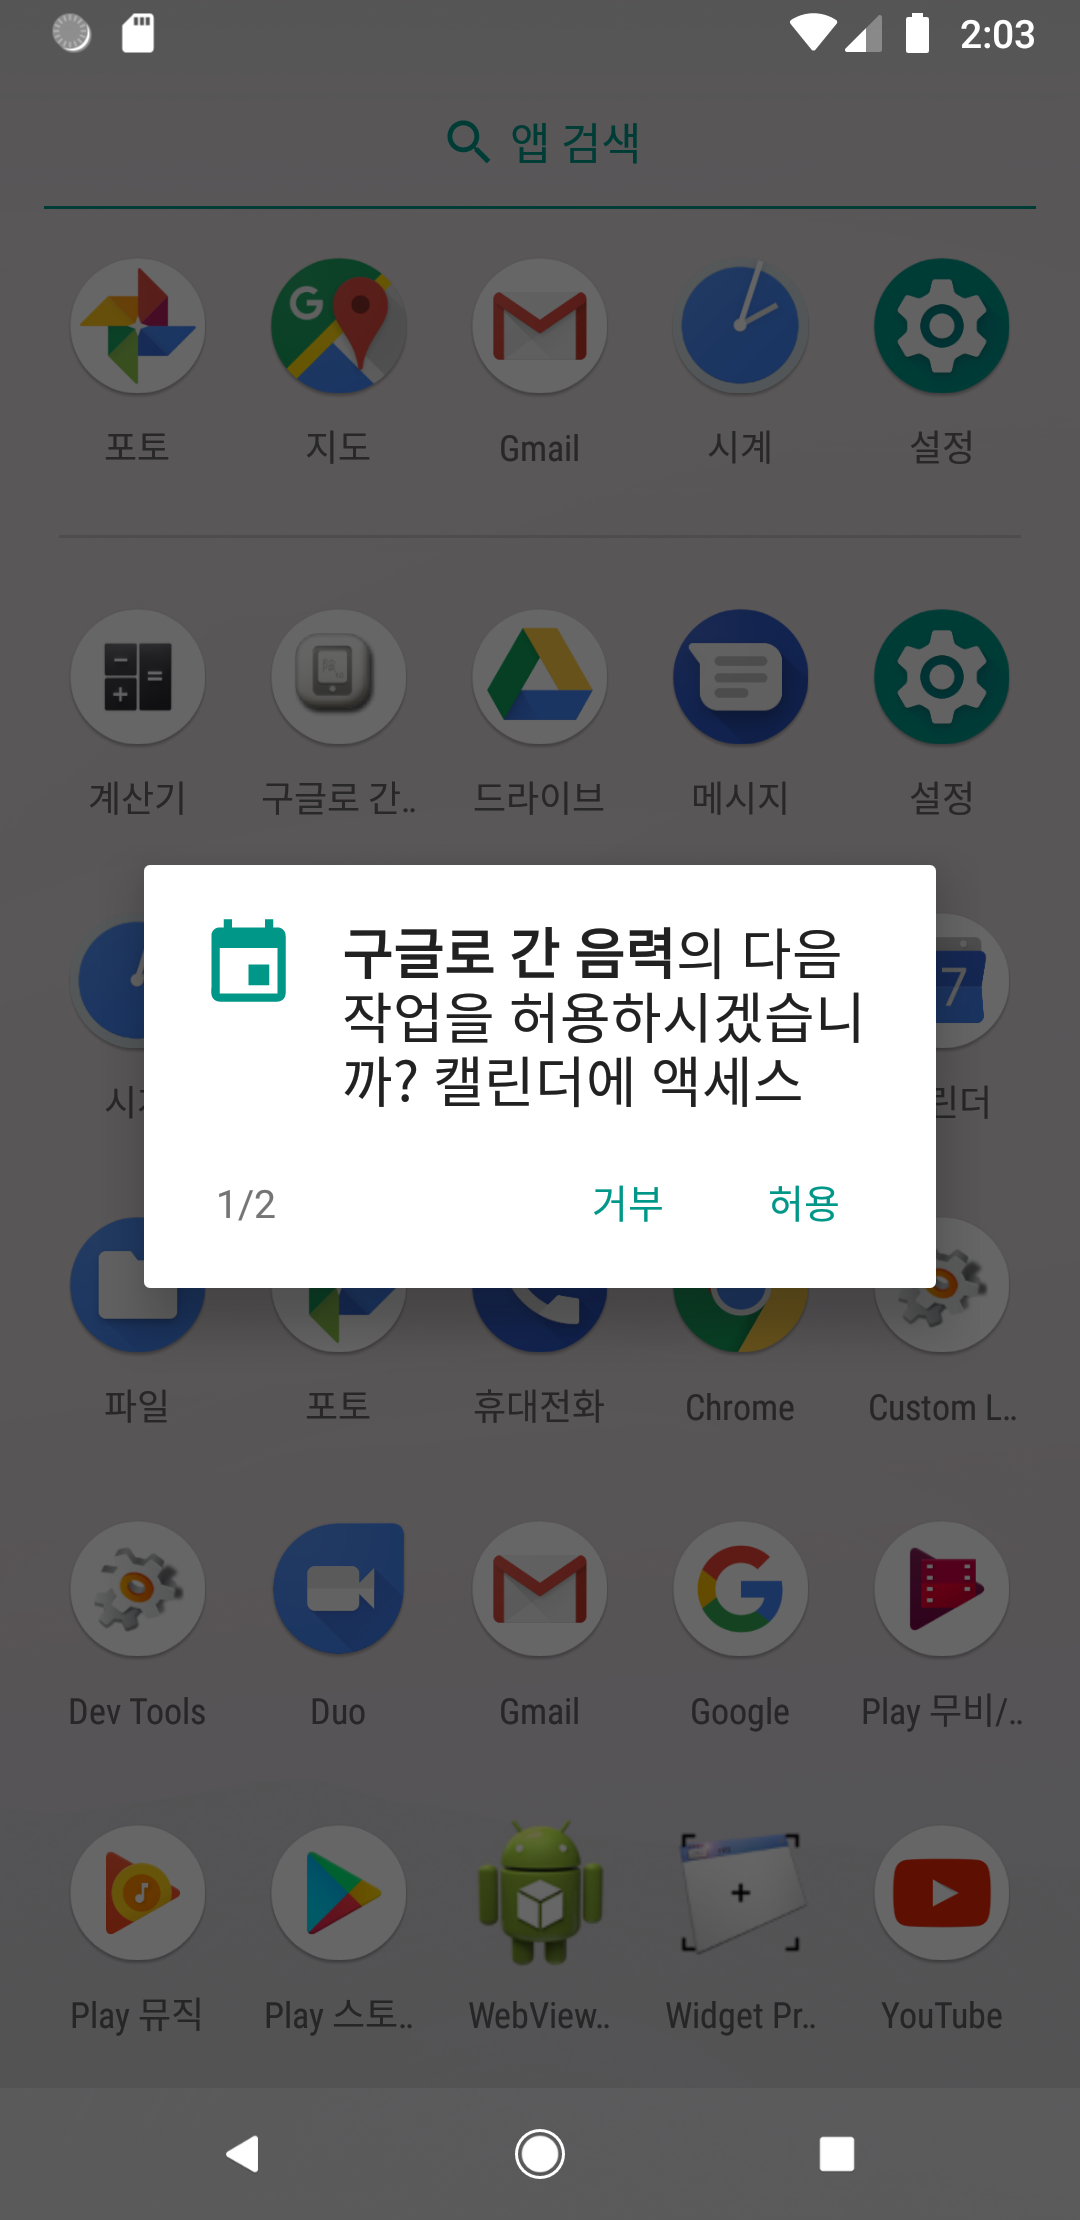 2:03
앱 검색
포토
지도
Gmail
시계
설정
계산기
구글로 간..
드라이브
메시지
설정
구글로 간 음력의 다음
작업을 허용하시겠습니
까? 캘린더에 액세스
7
린더
1/2
거부
허용
파일
포토
휴대전화
Chrome
Custom L..
Dev Tools
Duo
Gmail
Google
Play 무비/..
Play 뮤직
Play 스토..
WebView..
Widget Pr..
YouTube